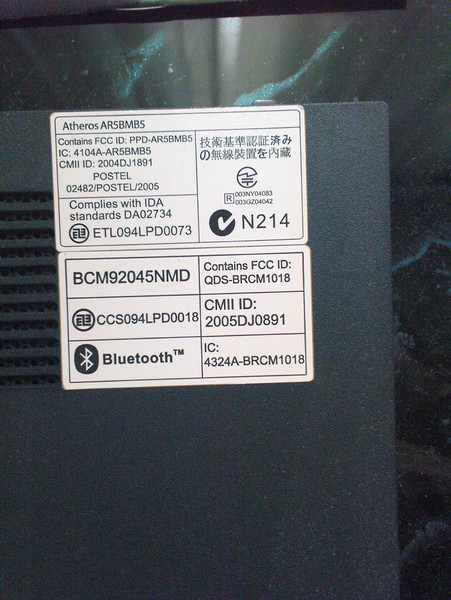 Atheros AR5BMB5
Contains FCC ID: PPD-AR5BMB5
IC: 4104A-AR5BMB5
CMII ID: 2004DJ1891
POSTEL
02482/POSTEL/2005
Complies with IDA
standards DA02734
ETL094LPD0073
技術基準認証済み
の無線装置を内蔵
R 003NY04083
003GZ04042
N214
BCM92045NMD
Contains FCC ID:
QDS-BRCM1018
CCS094LPD0018
CMII ID:
2005DJ0891
Bluetooth™
IC:
4324A-BRCM1018